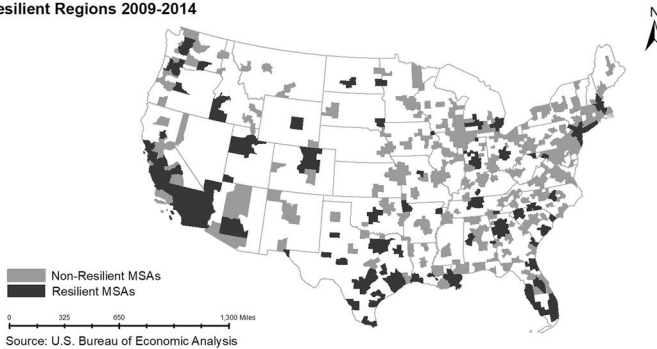 esilient Regions 2009-2014
N
Non-Resilient MSAs
Resilient MSAs
0 325 650 1,300 Miles
Source: U.S. Bureau of Economic Analysis